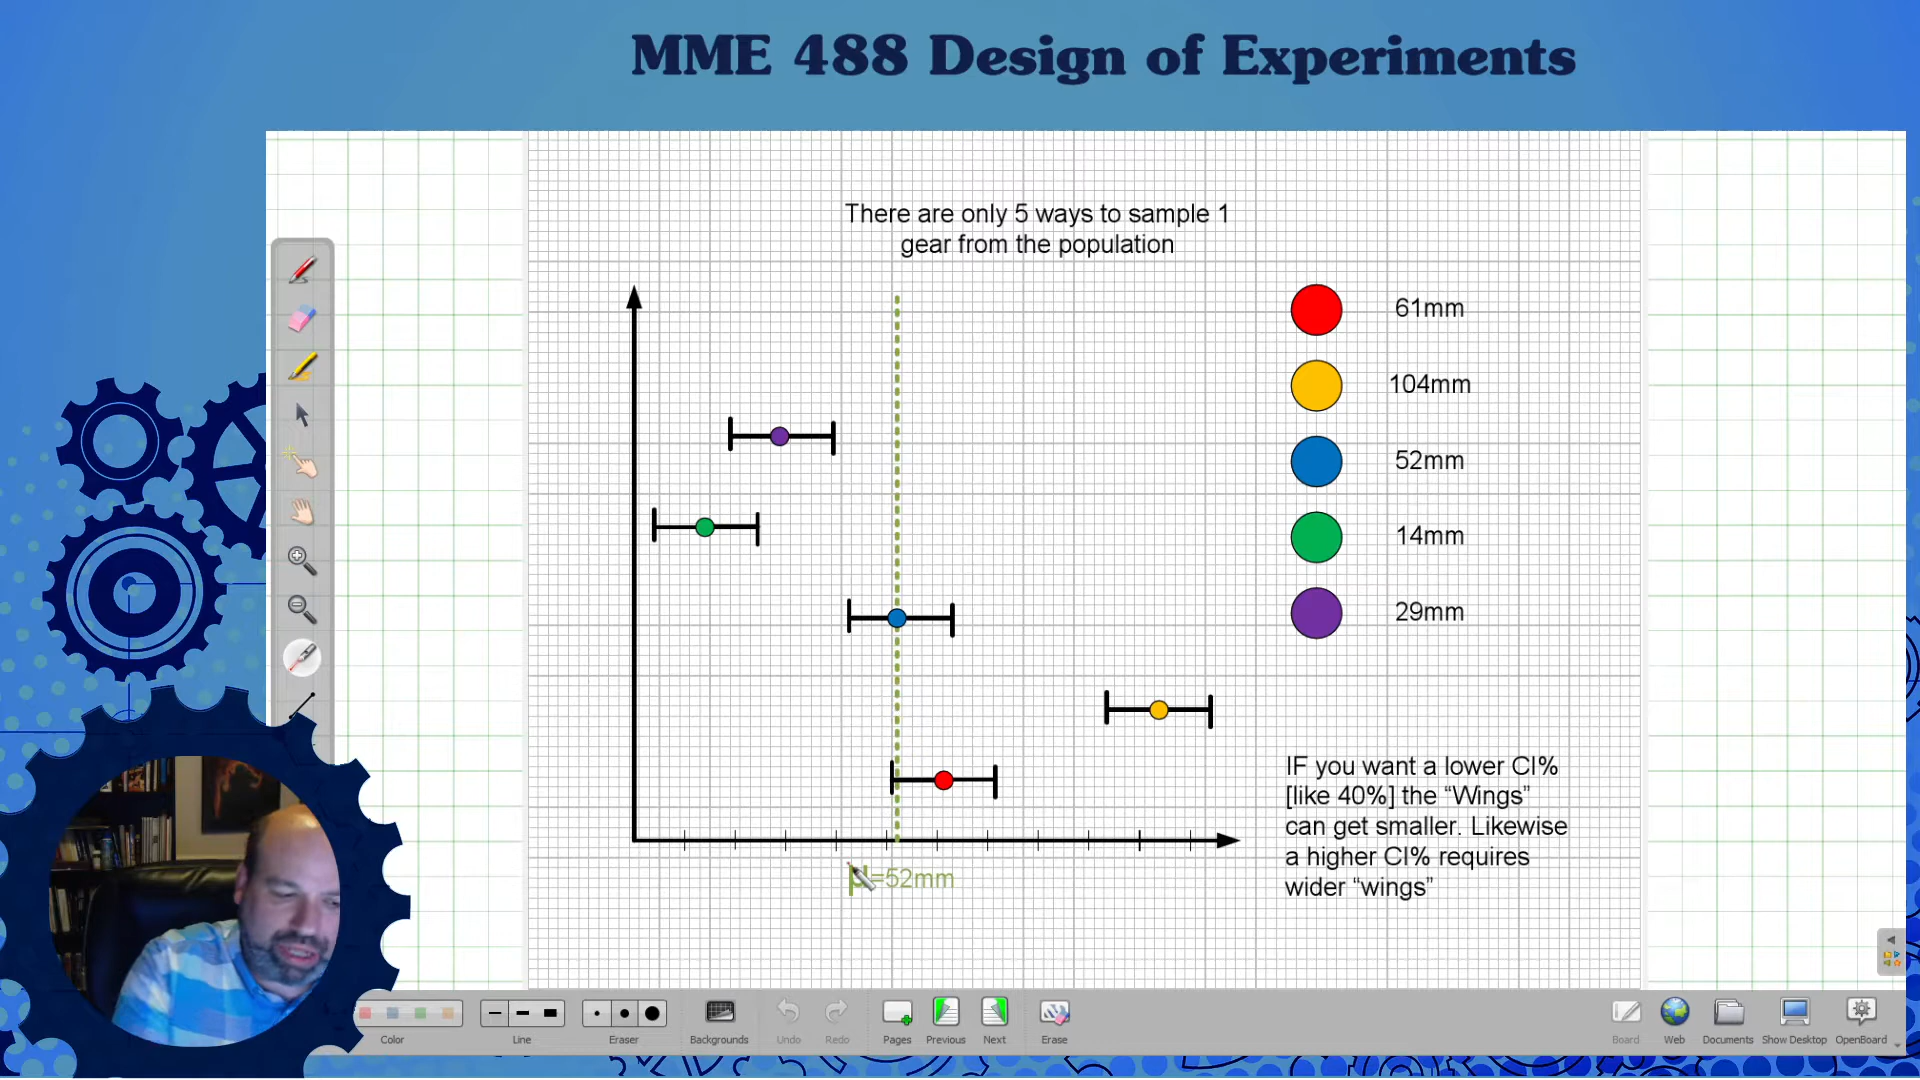 MME 488 Design of Experiments
There are only 5 ways to sample 1
gear from the population
61mm
104mm
52mm
14mm
29mm
IF you want a lower CI%
[like 40%] the “Wings”
can get smaller. Likewise
a higher CI% requires
wider “wings”
μ=52mm
Color
Line
Eraser
Backgrounds
Undo
Redo
Pages
Previous
Next
Erase
Board
Web
Documents
Show Desktop
OpenBoard